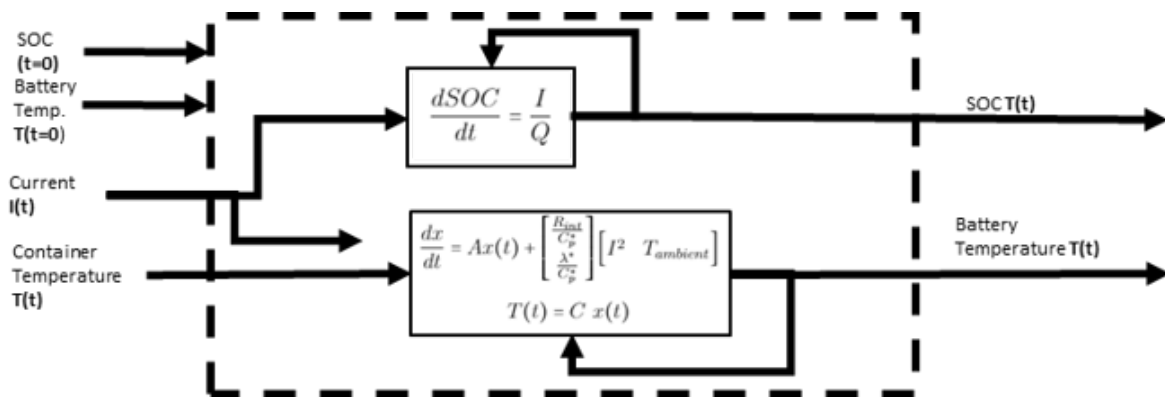 SOC
(t=0)
Battery
Temp.
T(t=0)
Current
I(t)
Container
Temperature
T(t)
dSOC/dt = I/Q
dx/dt = Ax(t) + [R_int/C_p^* λ^*/C_p^*] [I² T_ambient]
T(t) = C x(t)
SOC T(t)
Battery
Temperature T(t)